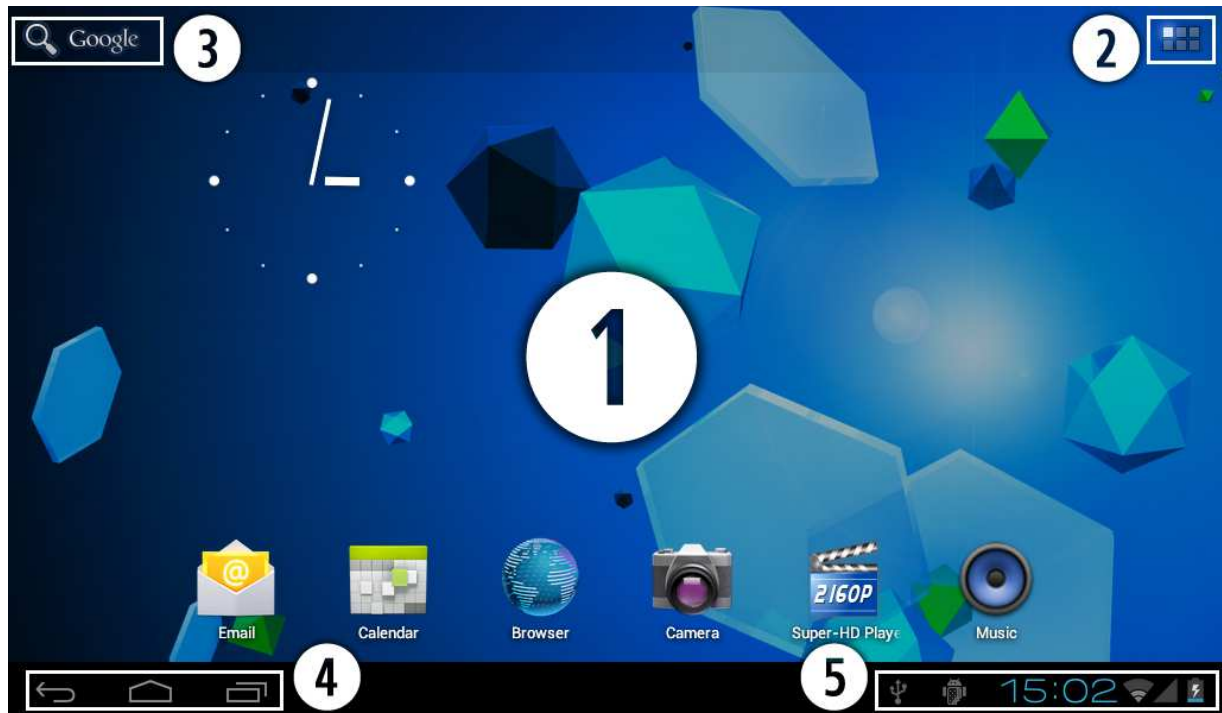 Google
3
2
1
2160P
Email
Calendar
Browser
Camera
Super-HD Playe
Music
4
5
15:02